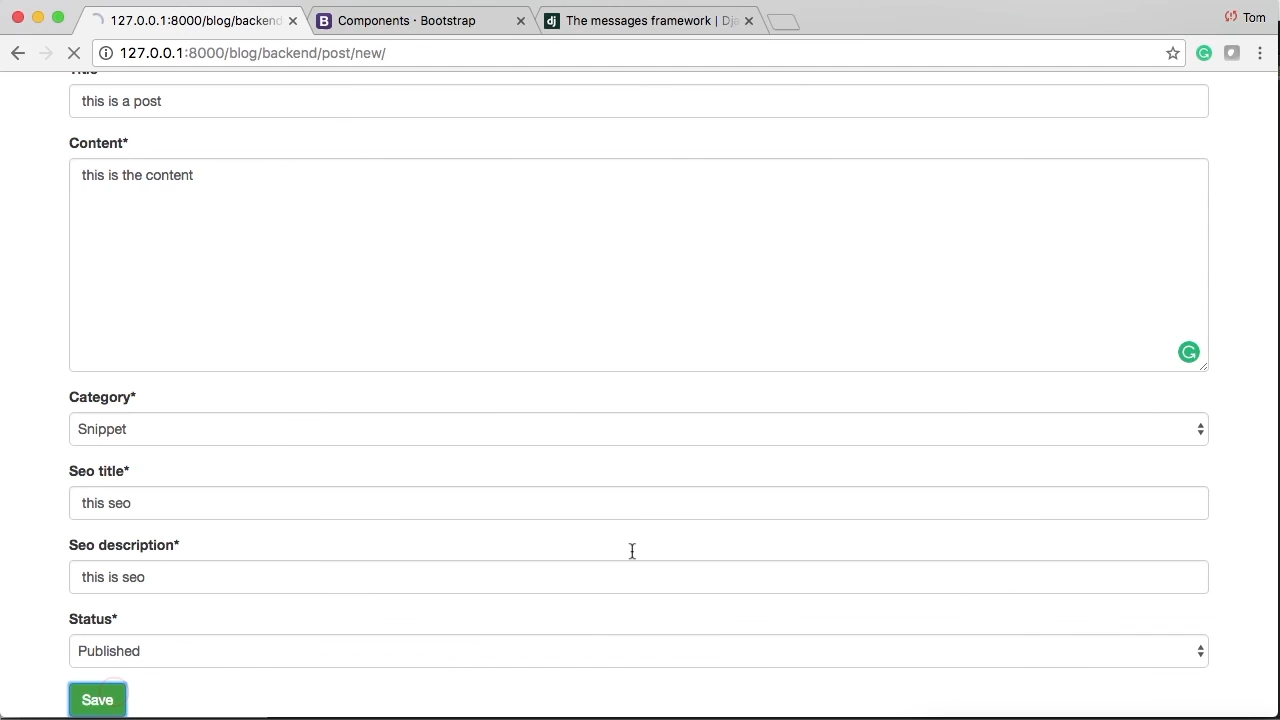 127.0.0.1:8000/blog/backend
Components · Bootstrap
The messages framework | Dja
Tom
127.0.0.1:8000/blog/backend/post/new/
this is a post
Content*
this is the content
Category*
Snippet
Seo title*
this seo
Seo description*
this is seo
Status*
Published
Save